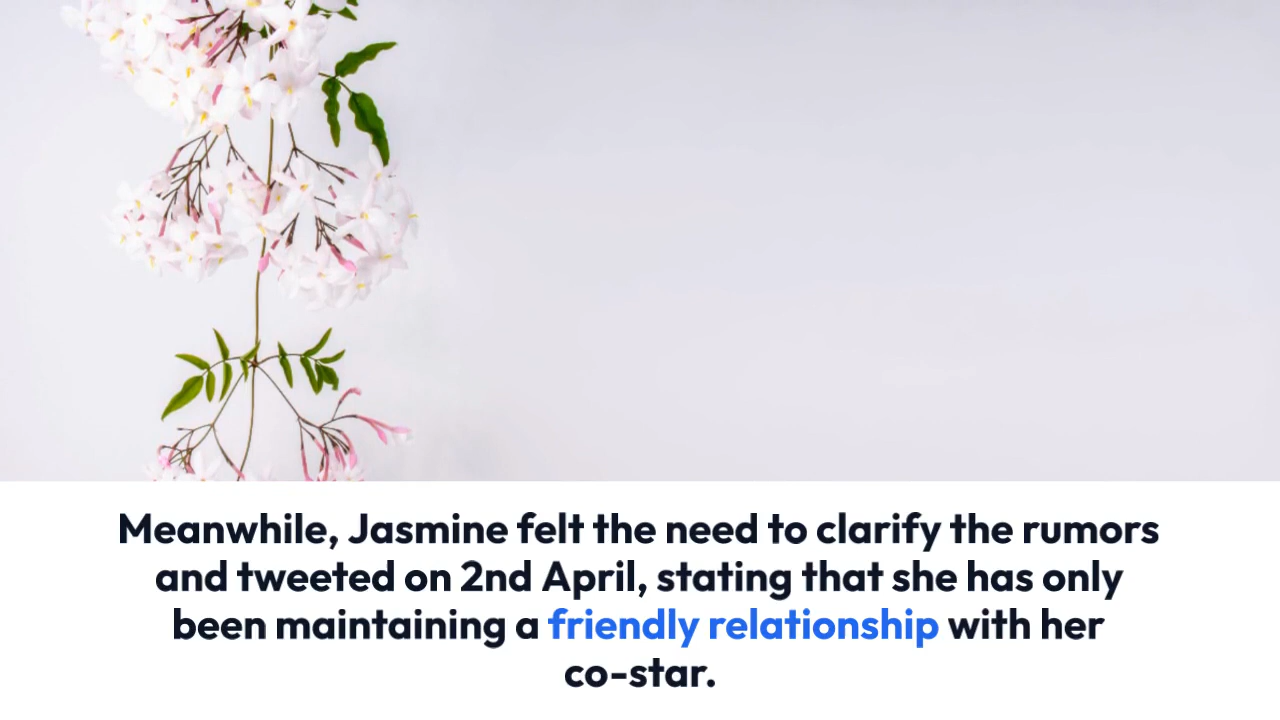 Meanwhile, Jasmine felt the need to clarify the rumors
and tweeted on 2nd April, stating that she has only
been maintaining a friendly relationship with her
co-star.